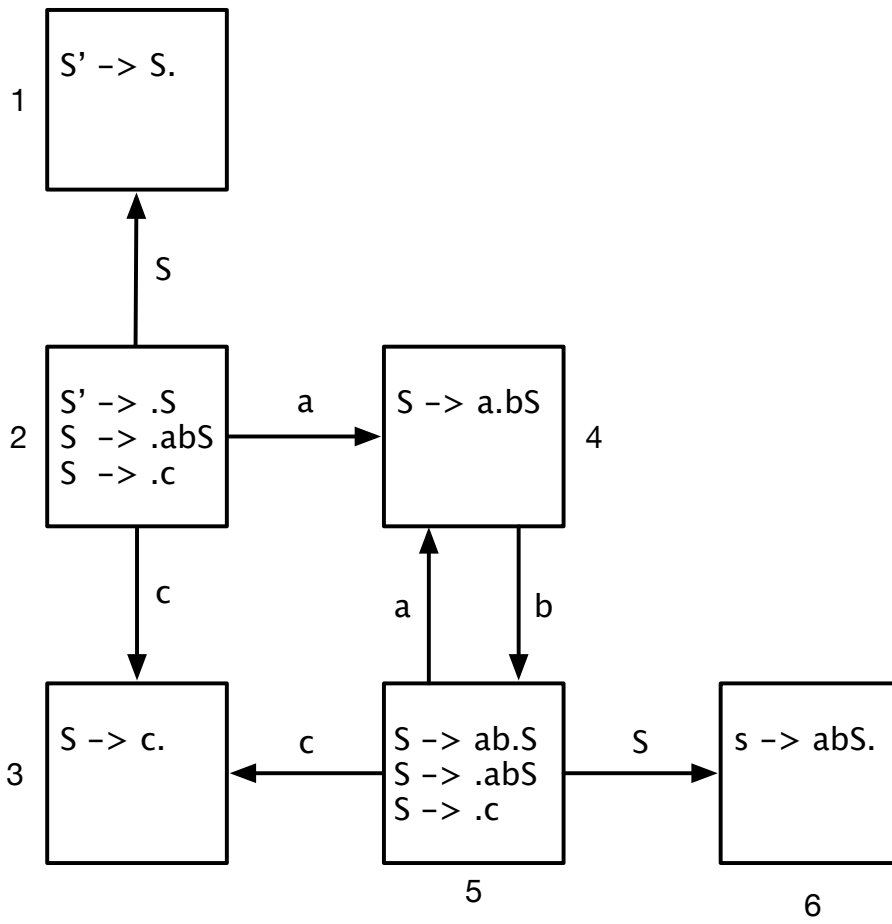 S' -> S.
1
S
S' -> .S
S -> .abS
S -> .c
2
a
S -> a.bS
4
c
a
b
S -> c.
3
c
S -> ab.S
S -> .abS
S -> .c
S
s -> abS.
5
6